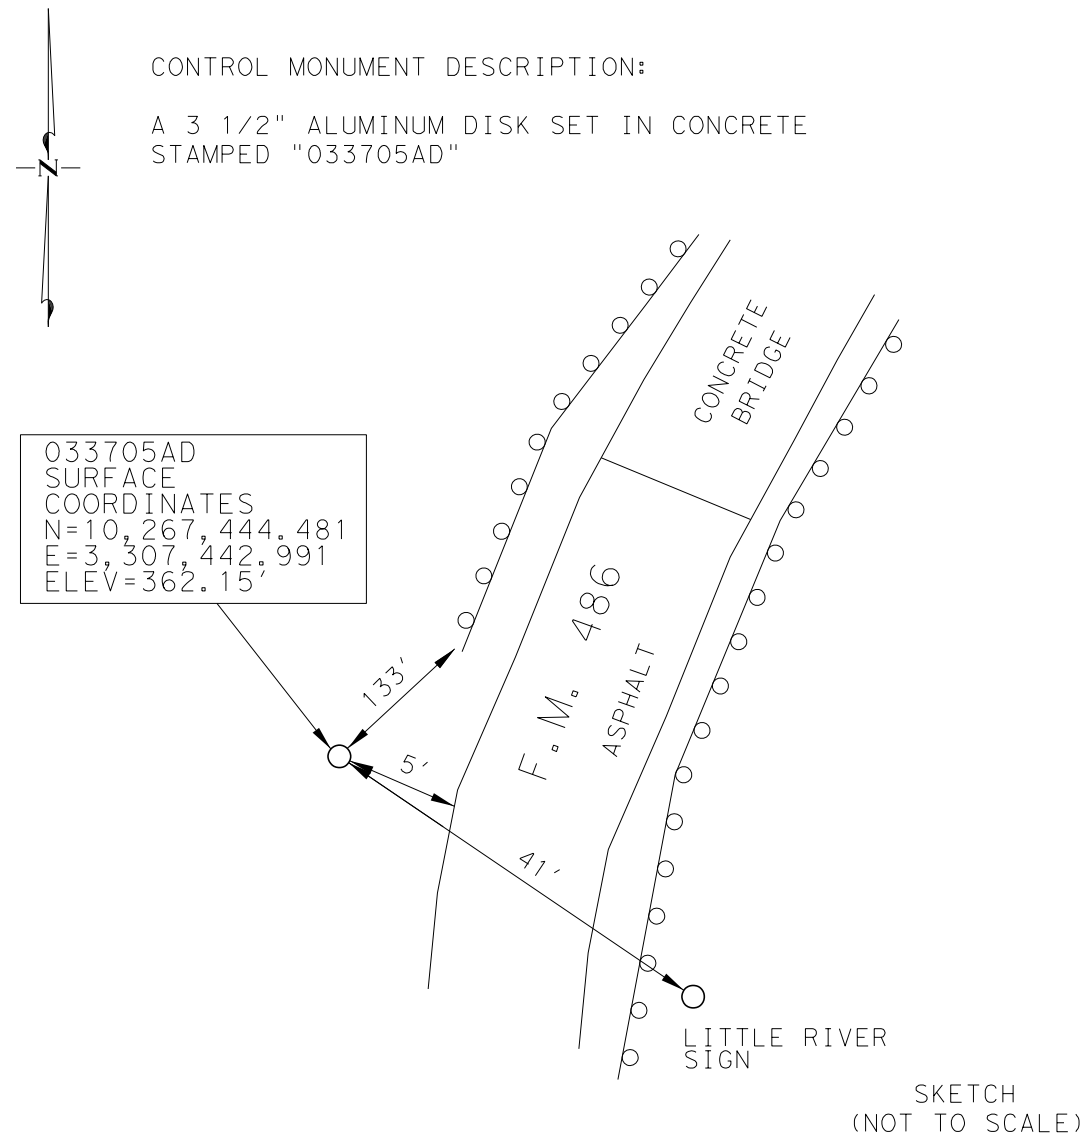 CONTROL MONUMENT DESCRIPTION:
A 3 1/2" ALUMINUM DISK SET IN CONCRETE
STAMPED "033705AD"
N
CONCRETE
BRIDGE
033705AD
SURFACE
COORDINATES
N=10,267,444.481
E=3,307,442.991
ELEV=362.15'
133'
F.M. 486
ASPHALT
5'
41'
LITTLE RIVER
SIGN
SKETCH
(NOT TO SCALE)